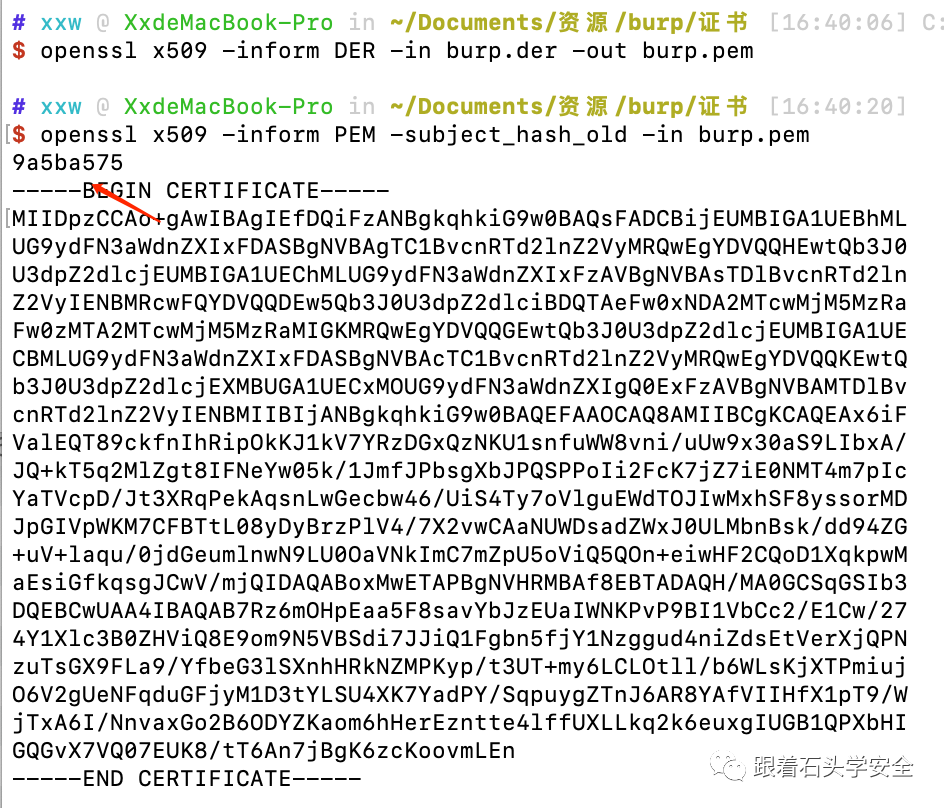 # xxw @ XxdeMacBook-Pro in ~/Documents/资源/burp/证书 [16:40:06] C:
$ openssl x509 -inform DER -in burp.der -out burp.pem
# xxw @ XxdeMacBook-Pro in ~/Documents/资源/burp/证书 [16:40:20]
[$ openssl x509 -inform PEM -subject_hash_old -in burp.pem
9a5ba575
-----BEGIN CERTIFICATE-----
MIIDpzCCAo+gAwIBAgIEfDQiFzANBgkqhkiG9w0BAQsFADCBijEUMBIGA1UEBhML
UG9ydFN3aWdnZXIxFDASBgNVBAgTC1BvcnRTd2lnZ2VyMRQwEgYDVQQHEwtQb3J0
U3dpZ2dlcjEUMBIGA1UEChMLUG9ydFN3aWdnZXIxFzAVBgNVBAsTDlBvcnRTd2ln
Z2VyIENBMRcwFQYDVQQDEw5Qb3J0U3dpZ2dlciBDQTAeFw0xNDA2MTcwMjM5MzRa
Fw0zMTA2MTcwMjM5MzRaMIGKMRQwEgYDVQQGEwtQb3J0U3dpZ2dlcjEUMBIGA1UE
CBMLUG9ydFN3aWdnZXIxFDASBgNVBAcTC1BvcnRTd2lnZ2VyMRQwEgYDVQQKEwtQ
b3J0U3dpZ2dlcjEXMBUGA1UECxMOUG9ydFN3aWdnZXIgQ0ExFzAVBgNVBAMTDlBv
cnRTd2lnZ2VyIENBMIIBIjANBgkqhkiG9w0BAQEFAAOCAQ8AMIIBCgKCAQEAx6iF
ValEQT89ckfnIhRipOkKJ1kV7YRzDGxQzNKU1snfuWW8vni/uUw9x30aS9LIbxA/
JQ+kT5q2MlZgt8IFNeYw05k/1JmfJPbsgXbJPQSPPoIi2FcK7jZ7iE0NMT4m7pIc
YaTVcpD/Jt3XRqPekAqsnLwGecbw46/UiS4Ty7oVlguEWdTOJIwMxhSF8yssorMD
JpGIVpWKM7CFBTtL08yDyBrzPlV4/7X2vwCAaNUWDsadZWxJ0ULMbnBsk/dd94ZG
+uV+laqu/0jdGeumlnwN9LU0OaVNkImC7mZpU5oViQ5QOn+eiwHF2CQoD1XqkpwM
aEsiGfkqsgJCwV/mjQIDAQABoxMwETAPBgNVHRMBAf8EBTADAQH/MA0GCSqGSIb3
DQEBCwUAA4IBAQAB7Rz6mOHpEaa5F8savYbJzEUaIWNKPvP9BI1VbCc2/E1Cw/27
4Y1Xlc3B0ZHViQ8E9om9N5VBSdi7JJiQ1Fgbn5fjY1Nzggud4niZdsEtVerXjQPN
zuTsGX9FLa9/YfbeG3lSXnhHRkNZMPKyp/t3UT+my6LCLOtll/b6WLsKjXTPmiuj
O6V2gUeNFqduGFjyM1D3tYLSU4XK7YadPY/SqpuygZTnJ6AR8YAfVIIHfX1pT9/W
jTxA6I/NnvaxGo2B6ODYZKaom6hHerEzntte4lffUXLLkq2k6euxgIUGB1QPXbHI
GQGvX7VQ07EUK8/tT6An7jBgK6zcKoovmLEn
-----END CERTIFICATE-----
跟着石头学安全